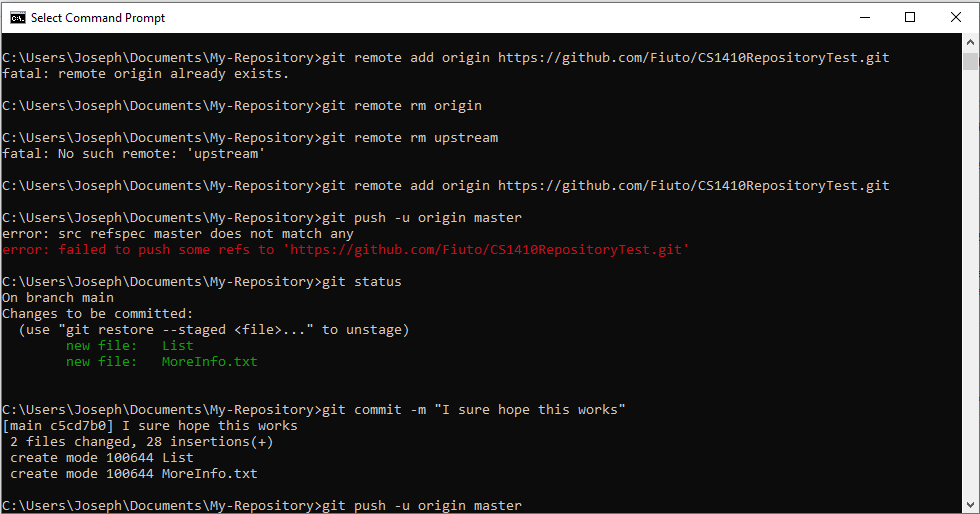 Select Command Prompt
C:\Users\Joseph\Documents\My-Repository>git remote add origin https://github.com/Fiuto/CS1410RepositoryTest.git
fatal: remote origin already exists.
C:\Users\Joseph\Documents\My-Repository>git remote rm origin
C:\Users\Joseph\Documents\My-Repository>git remote rm upstream
fatal: No such remote: 'upstream'
C:\Users\Joseph\Documents\My-Repository>git remote add origin https://github.com/Fiuto/CS1410RepositoryTest.git
C:\Users\Joseph\Documents\My-Repository>git push -u origin master
error: src refspec master does not match any
error: failed to push some refs to 'https://github.com/Fiuto/CS1410RepositoryTest.git'
C:\Users\Joseph\Documents\My-Repository>git status
On branch main
Changes to be committed:
  (use "git restore --staged <file>..." to unstage)
        new file:   List
        new file:   MoreInfo.txt
C:\Users\Joseph\Documents\My-Repository>git commit -m "I sure hope this works"
[main c5cd7b0] I sure hope this works
 2 files changed, 28 insertions(+)
 create mode 100644 List
 create mode 100644 MoreInfo.txt
C:\Users\Joseph\Documents\My-Repository>git push -u origin master